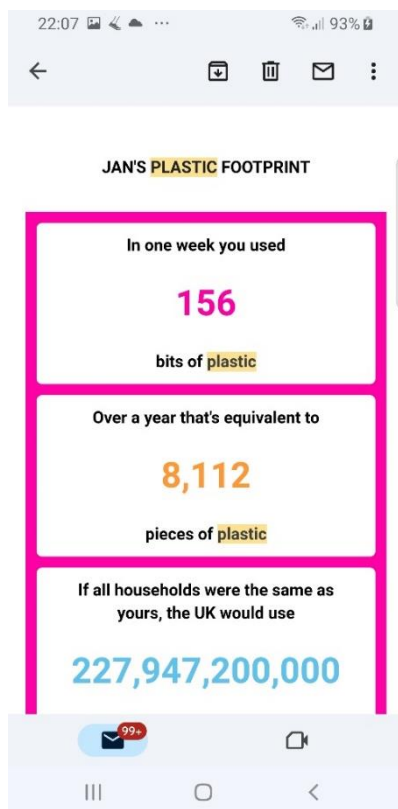 22:07 ··· 93%
JAN'S PLASTIC FOOTPRINT
In one week you used
156
bits of plastic
Over a year that's equivalent to
8,112
pieces of plastic
If all households were the same as
yours, the UK would use
227,947,200,000
99+